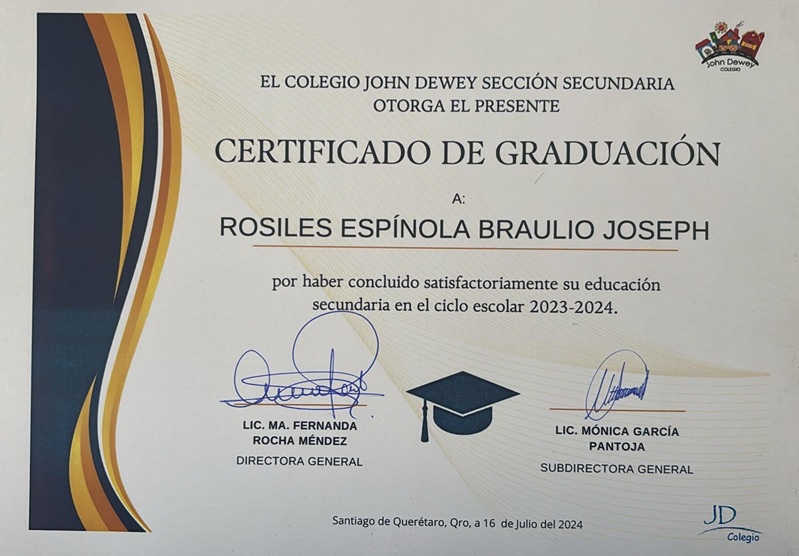 John Dewey
COLEGIO
EL COLEGIO JOHN DEWEY SECCIÓN SECUNDARIA
OTORGA EL PRESENTE
CERTIFICADO DE GRADUACIÓN
A:
ROSILES ESPÍNOLA BRAULIO JOSEPH
por haber concluido satisfactoriamente su educación
secundaria en el ciclo escolar 2023-2024.
LIC. MA. FERNANDA
ROCHA MÉNDEZ
DIRECTORA GENERAL
LIC. MÓNICA GARCÍA
PANTOJA
SUBDIRECTORA GENERAL
Santiago de Querétaro, Qro, a 16 de Julio del 2024
JD
Colegio